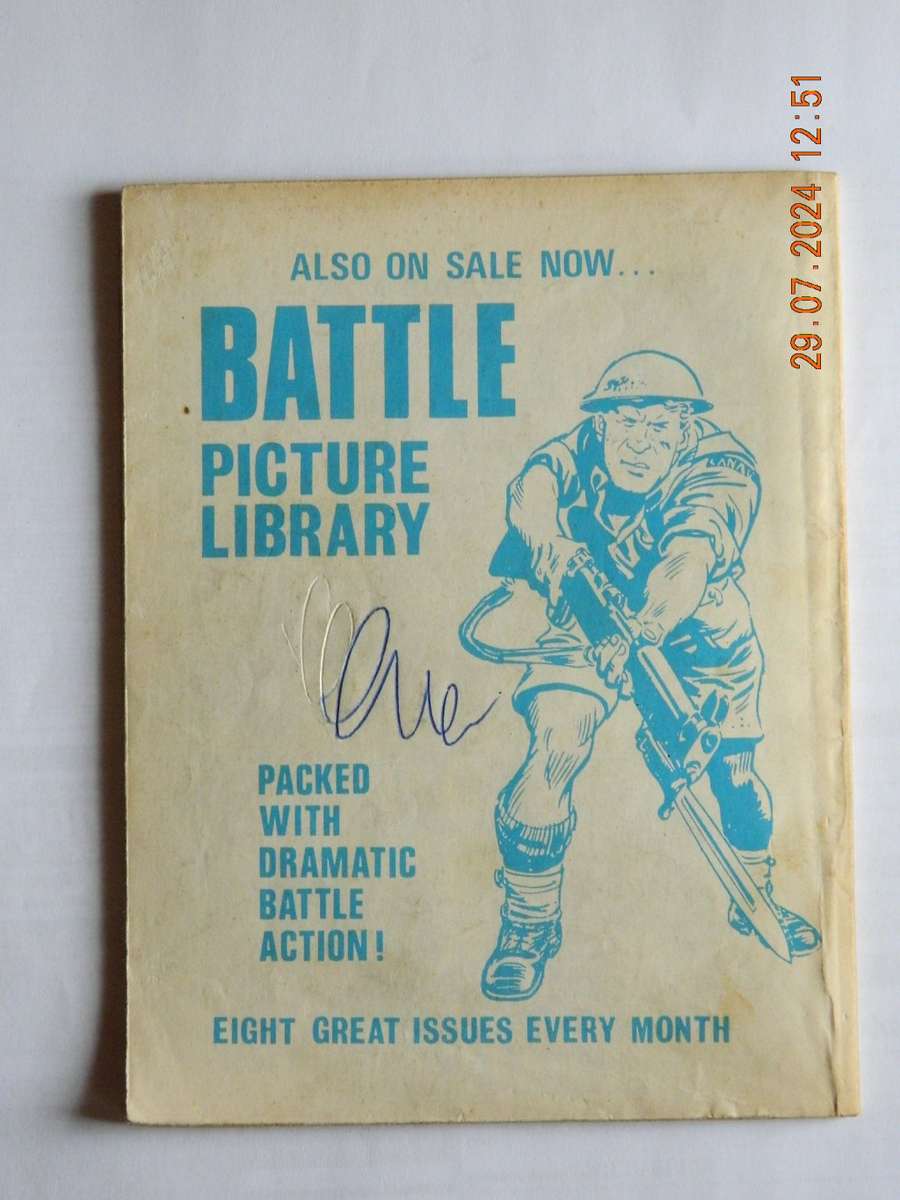 ALSO ON SALE NOW...
BATTLE
PICTURE
LIBRARY
PACKED
WITH
DRAMATIC
BATTLE
ACTION!
EIGHT GREAT ISSUES EVERY MONTH
29.07.2024 12:51